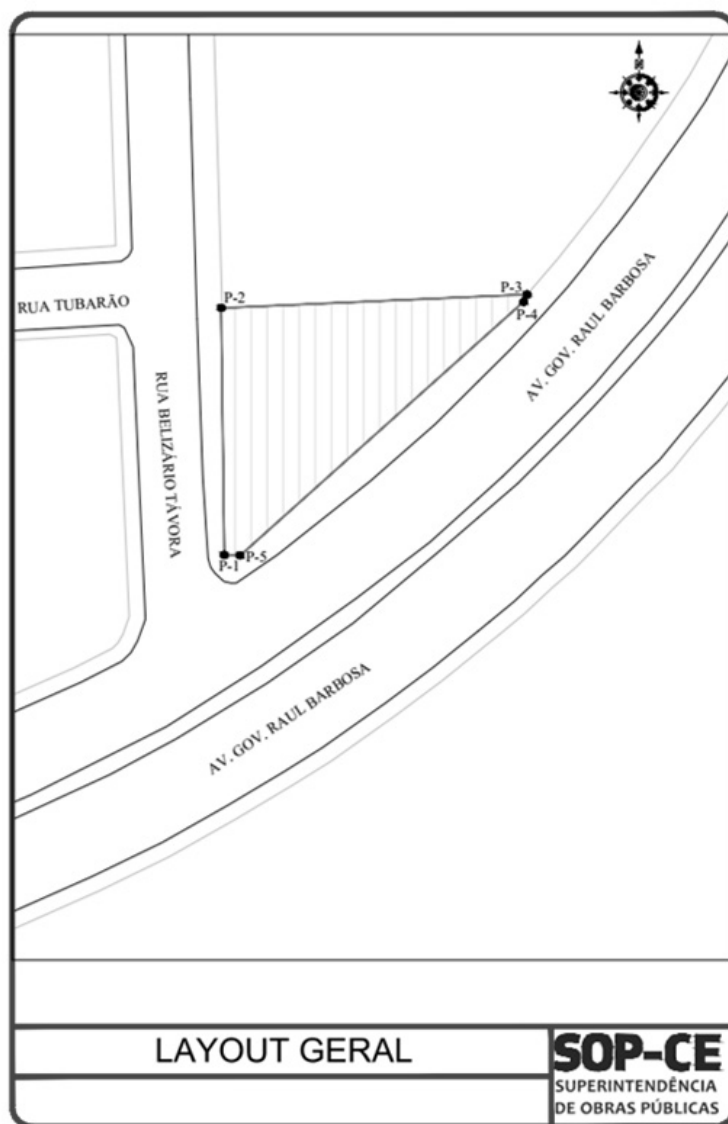 N
P-3
RUA TUBARÃO
P-2
P-4
AV. GOV. RAUL BARBOSA
RUA BELIZÁRIO TÁVORA
P-1
P-5
AV. GOV. RAUL BARBOSA
LAYOUT GERAL
SOP-CE
SUPERINTENDÊNCIA
DE OBRAS PÚBLICAS